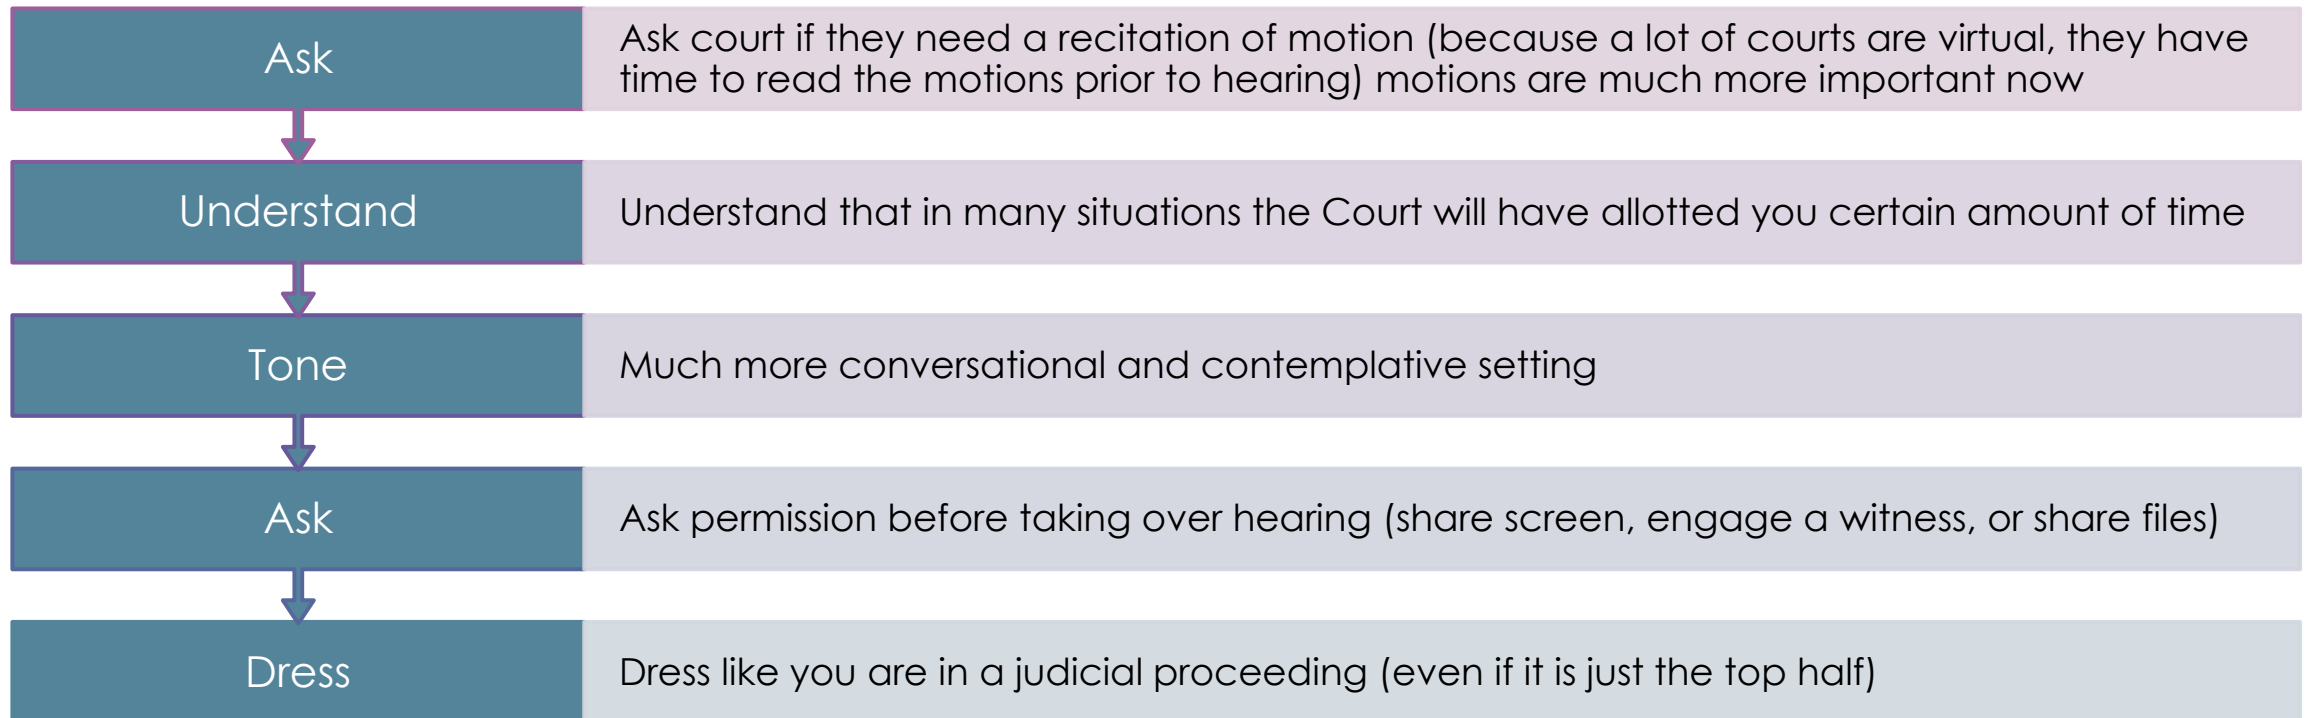 Ask
Ask court if they need a recitation of motion (because a lot of courts are virtual, they have
time to read the motions prior to hearing) motions are much more important now
Understand
Understand that in many situations the Court will have allotted you certain amount of time
Tone
Much more conversational and contemplative setting
Ask
Ask permission before taking over hearing (share screen, engage a witness, or share files)
Dress
Dress like you are in a judicial proceeding (even if it is just the top half)